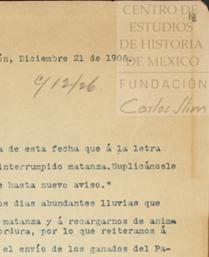 CENTRO DE
ESTUDIOS
DE HISTORIA
DE MEXICO
FUNDACIÓN
Carlos Slim
ón, Diciembre 21 de 1906.
C/12/26
a de esta fecha que á la letra
interrumpido matanza. Suplicámosle
e hasta nuevo aviso."
os dias abundantes lluvias que
matanza y á recargarnos de anima
ordura, por lo que reiteramos á
el envío de los ganados del Pa-